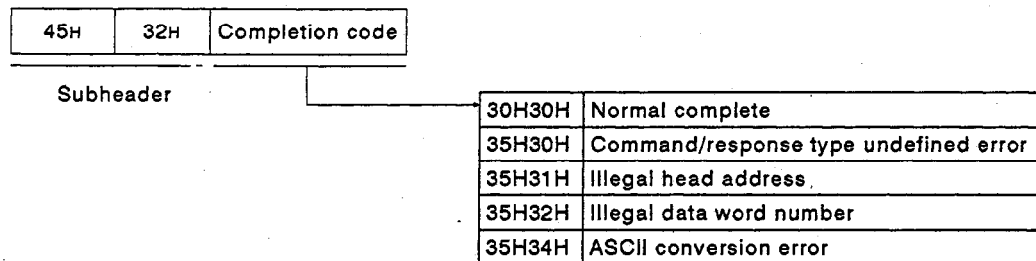 45H 32H Completion code
Subheader
30H30H Normal complete
35H30H Command/response type undefined error
35H31H Illegal head address
35H32H Illegal data word number
35H34H ASCII conversion error